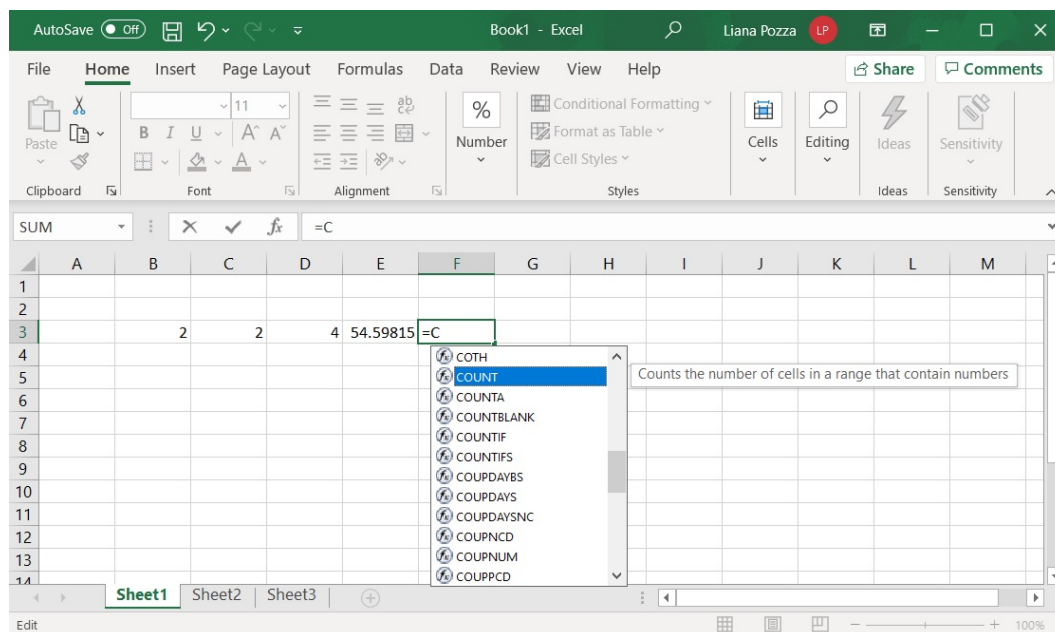 AutoSave Off Book1 - Excel Liana Pozza LP
File Home Insert Page Layout Formulas Data Review View Help Share Comments
Paste
11
B I U A^ A˅
A
ab
%
Number
Conditional Formatting
Format as Table
Cell Styles
Cells
Editing
Ideas
Sensitivity
Clipboard Font Alignment Styles Ideas Sensitivity
SUM fx =C
A B C D E F G H I J K L M
1
2
3 2 2 4 54.59815 =C
4 COTH
5 COUNT Counts the number of cells in a range that contain numbers
6 COUNTA
7 COUNTBLANK
8 COUNTIF
9 COUNTIFS
COUPDAYBS
10 COUPDAYS
11 COUPDAYSNC
12 COUPNCD
13 COUPNUM
14 COUPPCD
Sheet1 Sheet2 Sheet3
Edit 100%